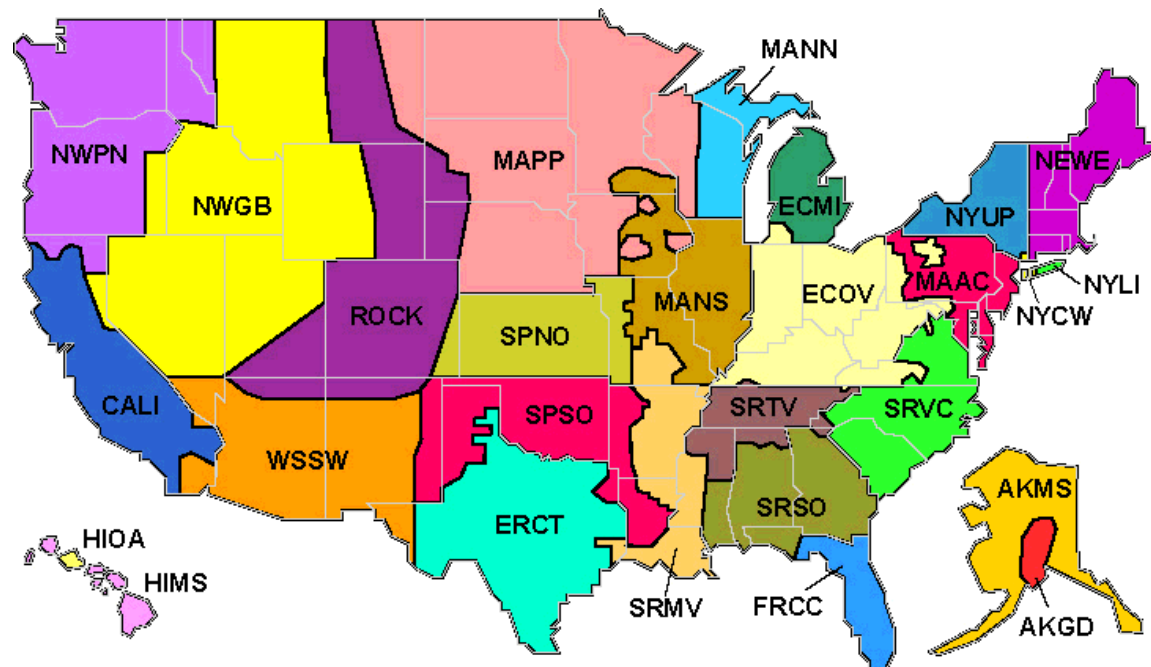 MANN
NWPN
MAPP
NEWE
NWGB
ECMI
NYUP
MAAC
NYLI
ROCK
MANS
ECOV
NYCW
SPNO
CALI
SPSO
SRTV
SRVC
WSSW
AKMS
SRSO
ERCT
HIOA
HIMS
SRMV
FRCC
AKGD